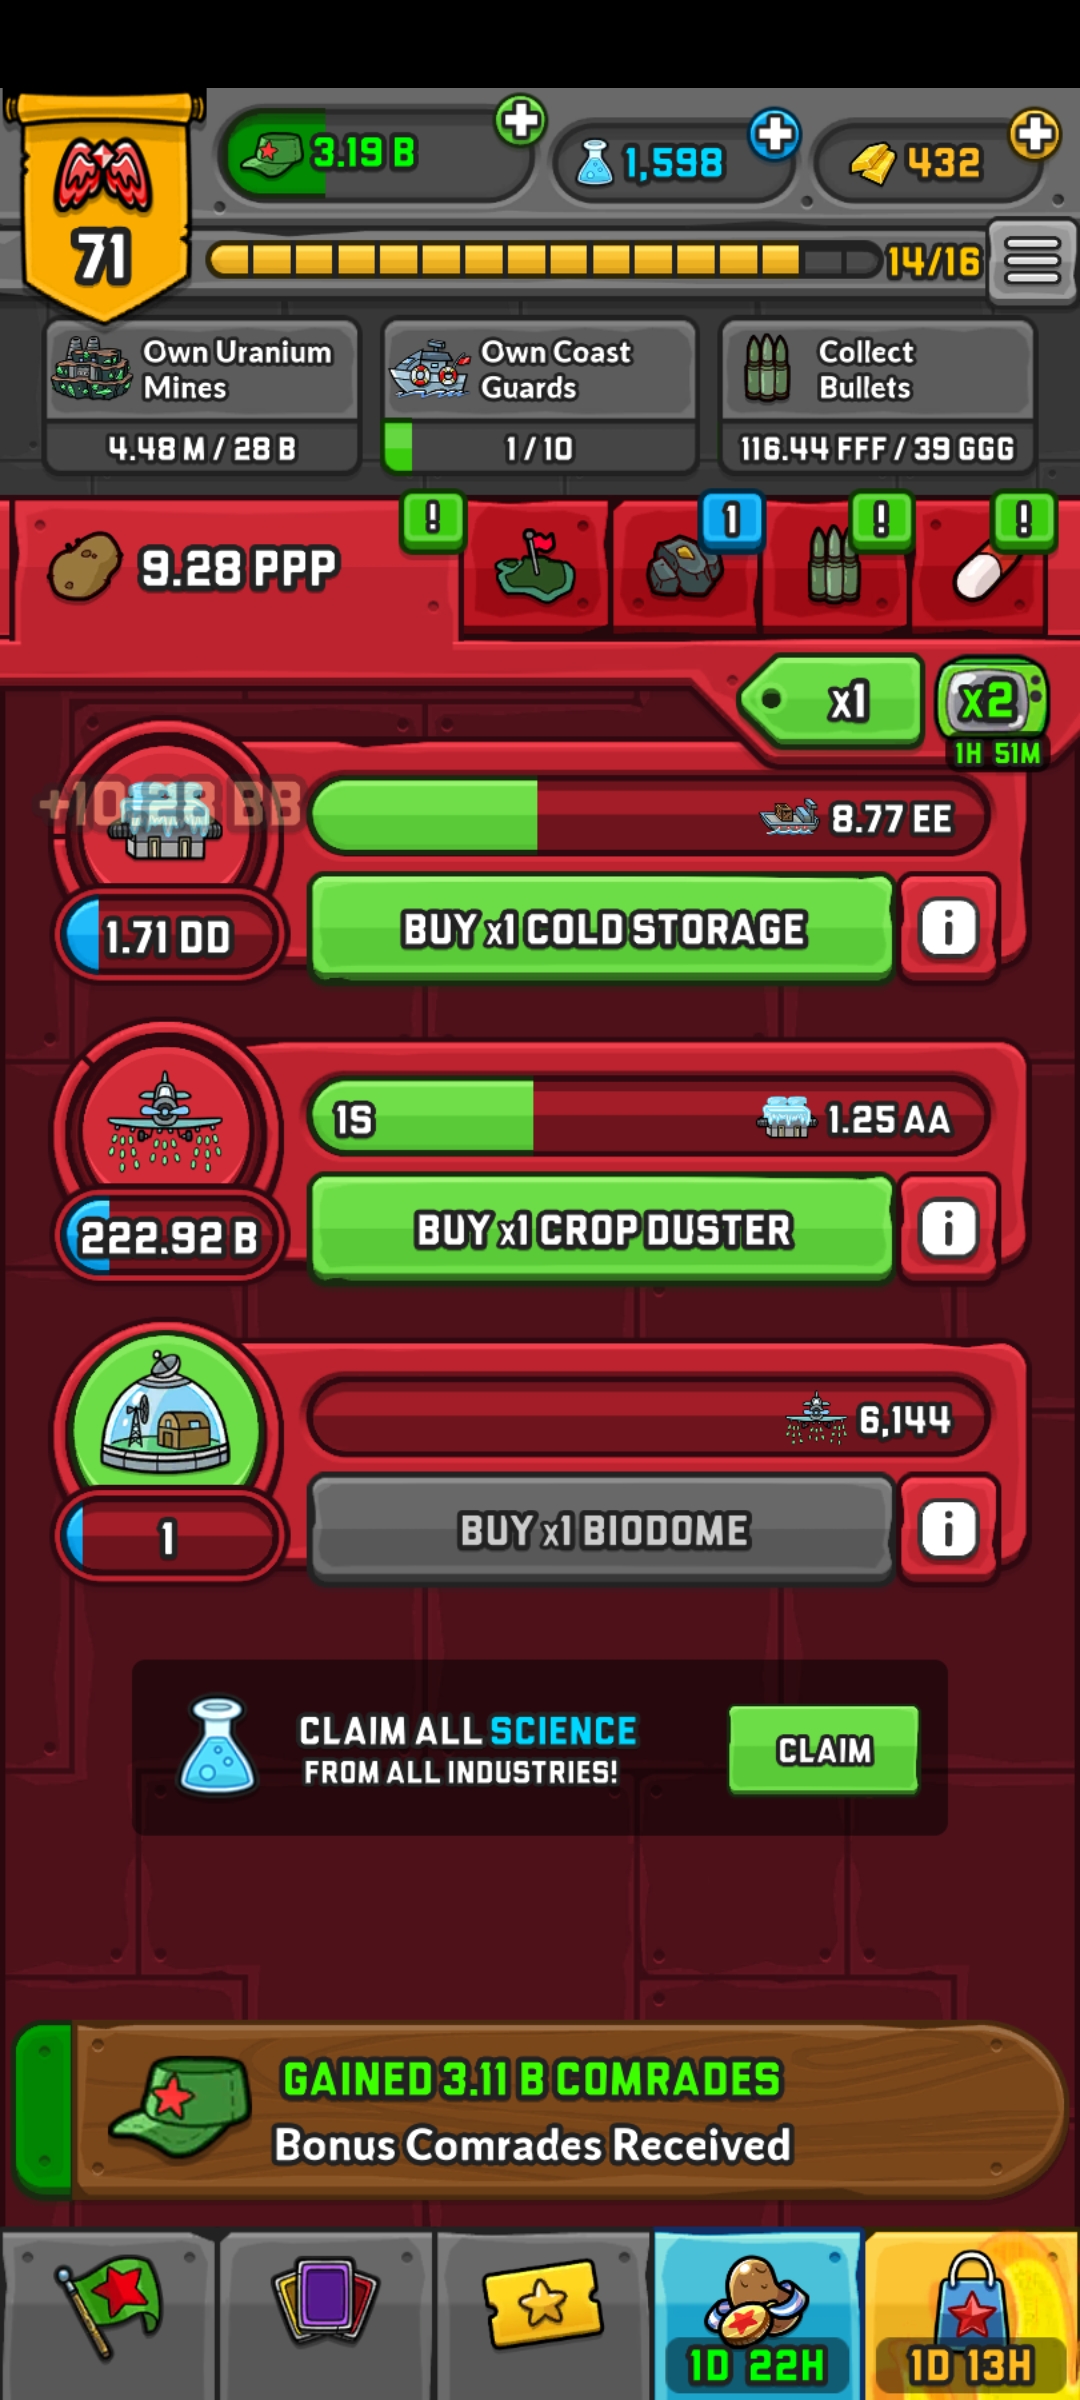 3.19 B
1,598
432
71
14/16
Own Uranium
Mines
4.48 M / 28 B
Own Coast
Guards
1 / 10
Collect
Bullets
116.44 FFF / 39 GGG
9.28 PPP
!
1
!
!
x1
x2
1H 51M
+10.28 BB
8.77 EE
1.71 DD
BUY x1 COLD STORAGE
i
1S
1.25 AA
222.92 B
BUY x1 CROP DUSTER
i
6,144
1
BUY x1 BIODOME
i
CLAIM ALL SCIENCE
FROM ALL INDUSTRIES!
CLAIM
GAINED 3.11 B COMRADES
Bonus Comrades Received
1D 22H
1D 13H